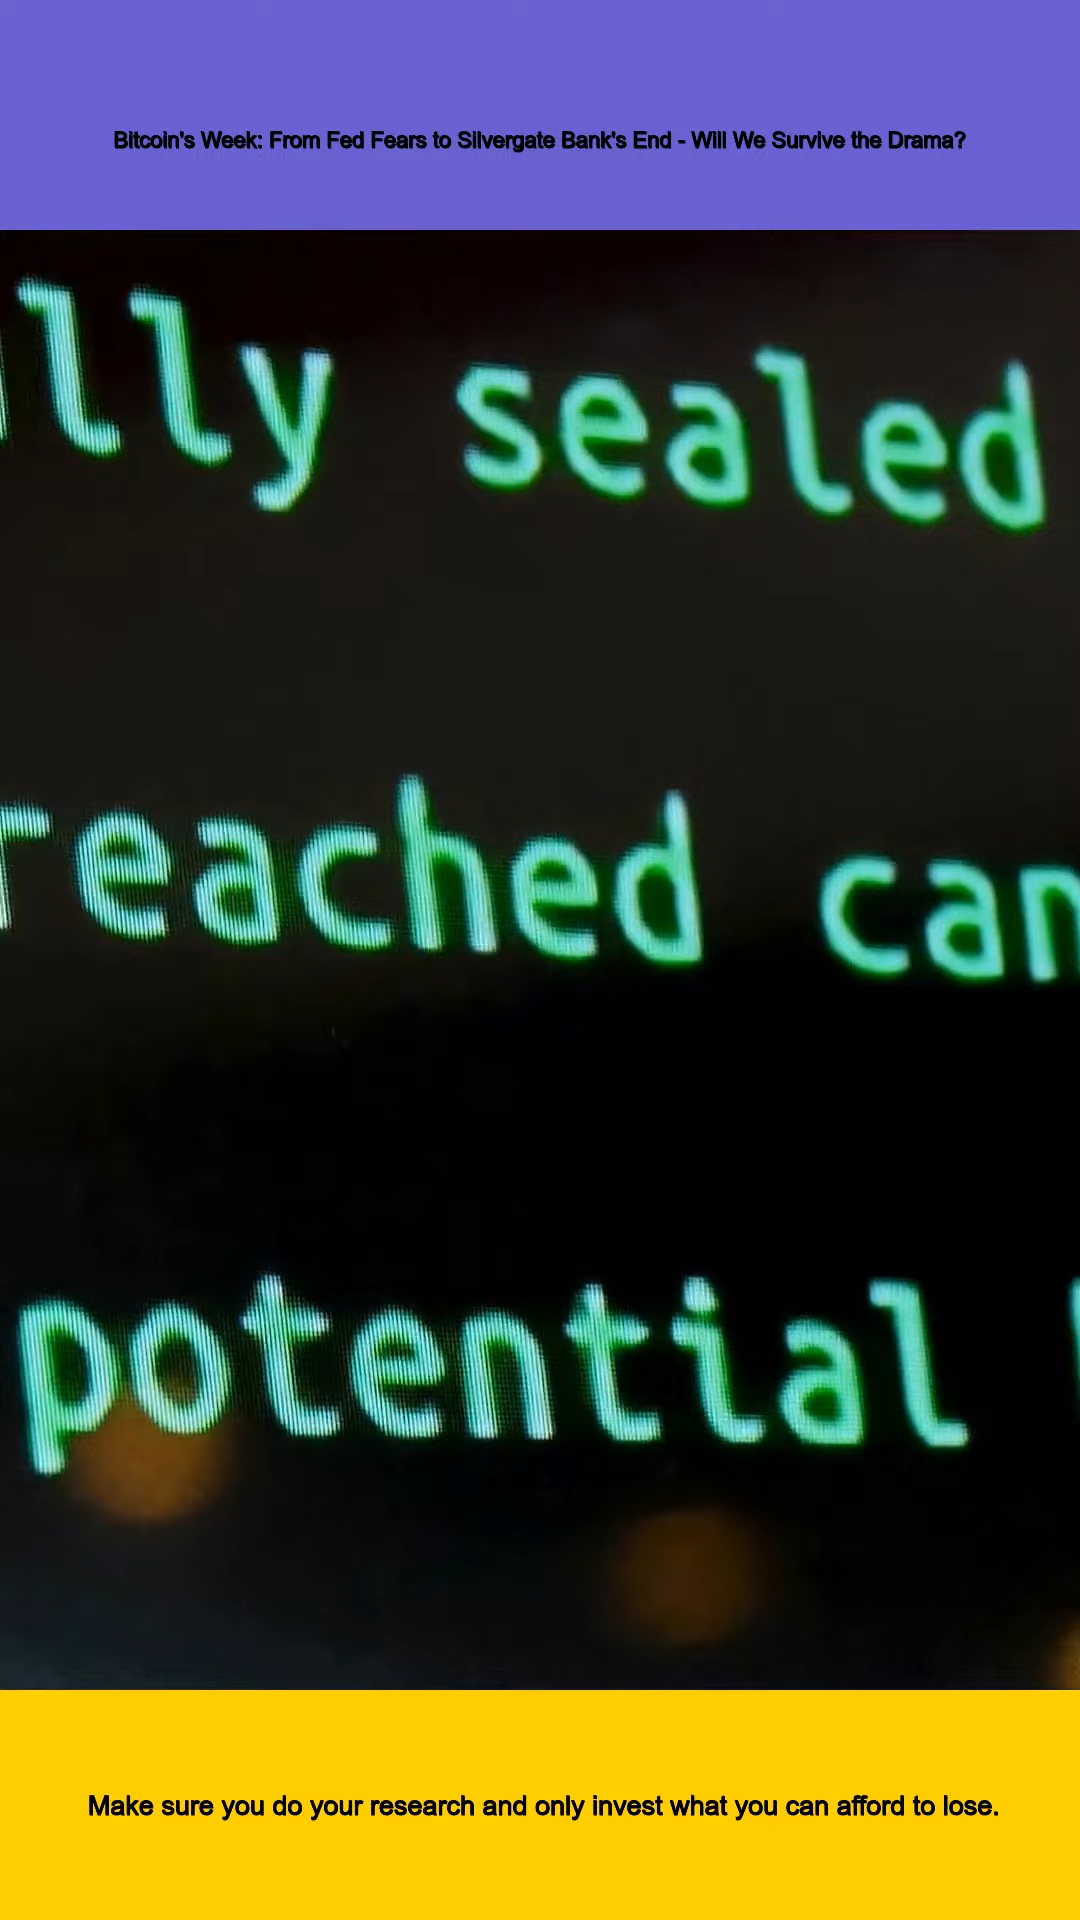 Bitcoin's Week: From Fed Fears to Silvergate Bank's End - Will We Survive the Drama?
lly sealed
reached can
potential
Make sure you do your research and only invest what you can afford to lose.